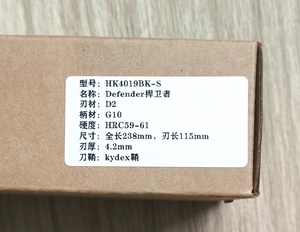 型号：HK4019BK-S
名称：Defender捍卫者
刃材：D2
柄材：G10
硬度：HRC59-61
尺寸：全长238mm，刃长115mm
刃厚：4.2mm
刀鞘：kydex鞘